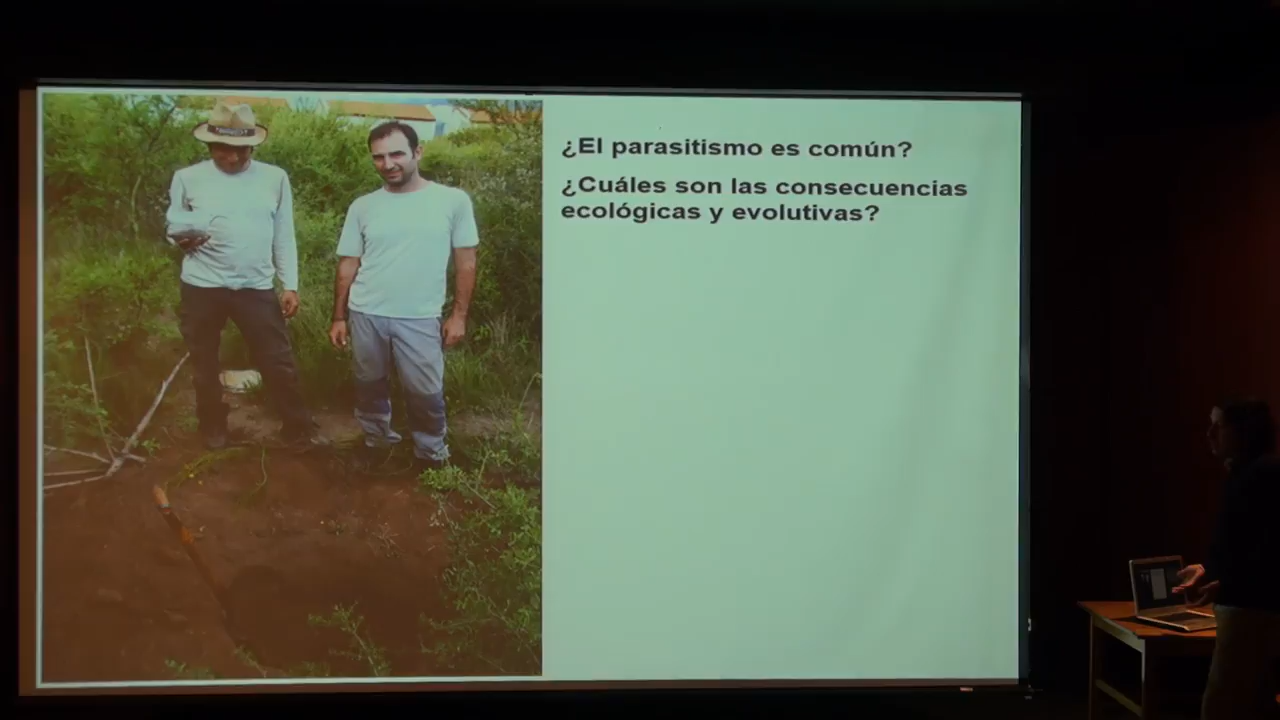 ¿El parasitismo es común?
¿Cuáles son las consecuencias
ecológicas y evolutivas?